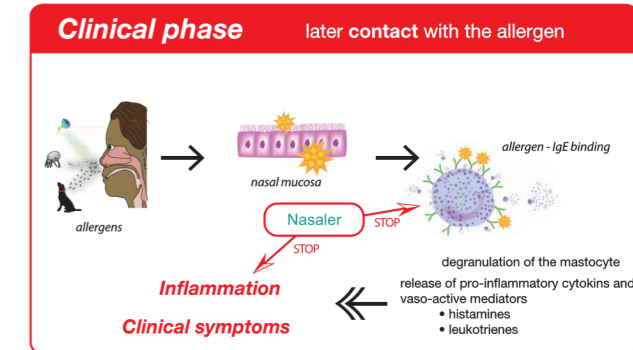 Clinical phase later contact with the allergen
allergens
nasal mucosa
allergen - IgE binding
Nasaler
STOP
STOP
degranulation of the mastocyte
release of pro-inflammatory cytokins and
vaso-active mediators
• histamines
• leukotrienes
Inflammation
Clinical symptoms